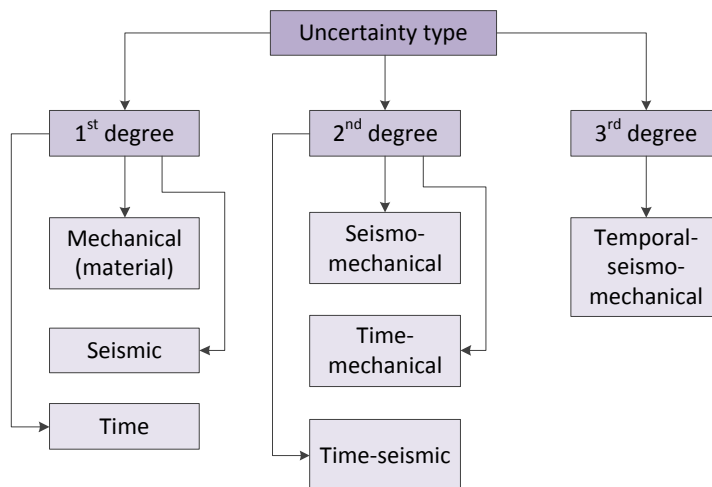 Uncertainty type
1st degree
2nd degree
3rd degree
Mechanical
(material)
Seismic
Time
Seismo-
mechanical
Time-
mechanical
Time-seismic
Temporal-
seismo-
mechanical